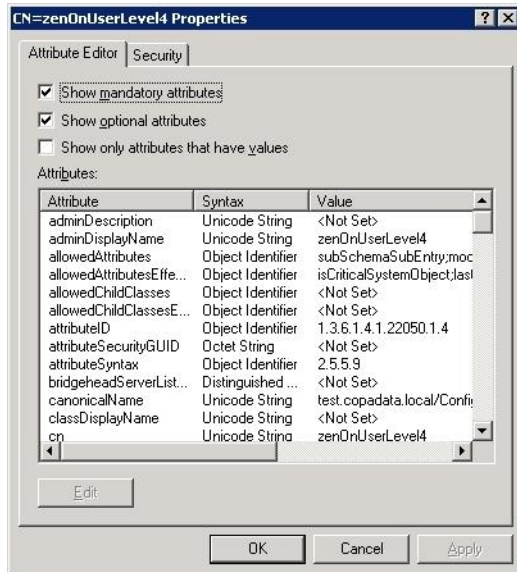 CN=zenOnUserLevel4 Properties
Attribute Editor Security
Show mandatory attributes
Show optional attributes
Show only attributes that have values
Attributes:
Attribute Syntax Value
adminDescription Unicode String <Not Set>
adminDisplayName Unicode String zenOnUserLevel4
allowedAttributes Object Identifier subSchemaSubEntry;moc
allowedAttributesEffe... Object Identifier isCriticalSystemObject;last
allowedChildClasses Object Identifier <Not Set>
allowedChildClassesE... Object Identifier <Not Set>
attributeID Object Identifier 1.3.6.1.4.1.22050.1.4
attributeSecurityGUID Octet String <Not Set>
attributeSyntax Object Identifier 2.5.5.9
bridgeheadServerList... Distinguished ... <Not Set>
canonicalName Unicode String test.copadata.local/Config
classDisplayName Unicode String <Not Set>
cn Unicode String zenOnUserLevel4
Edit
OK Cancel Apply